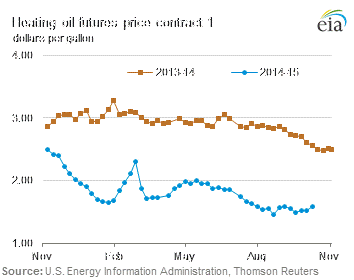 Heating oil futures price contract 1
dollars per gallon
eia
4.00
2013-14
2014-15
3.00
2.00
1.00
Nov
Feb
May
Aug
Nov
Source: U.S. Energy Information Administration, Thomson Reuters